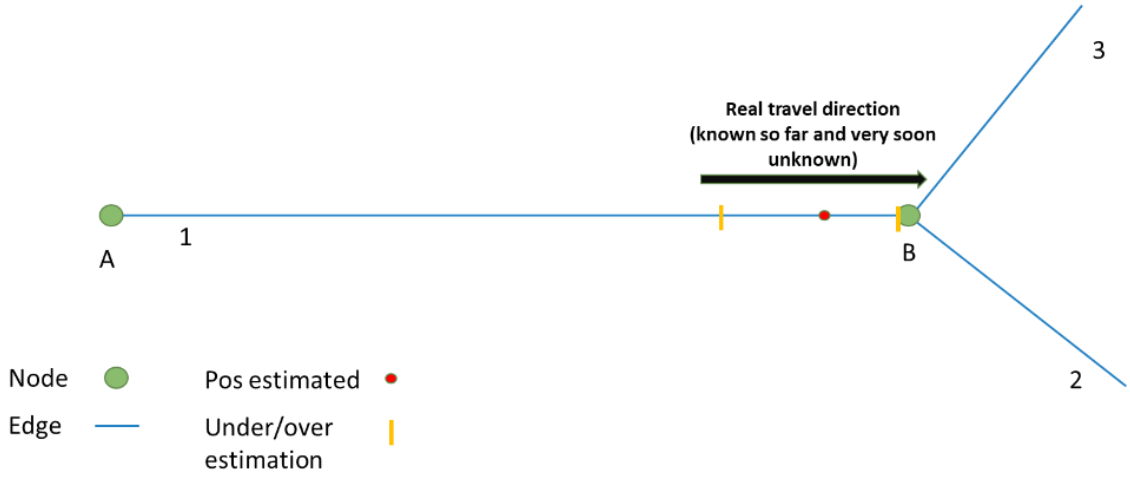 3
Real travel direction
(known so far and very soon
unknown)
1
A
B
2
Node
Pos estimated
Edge
Under/over
estimation